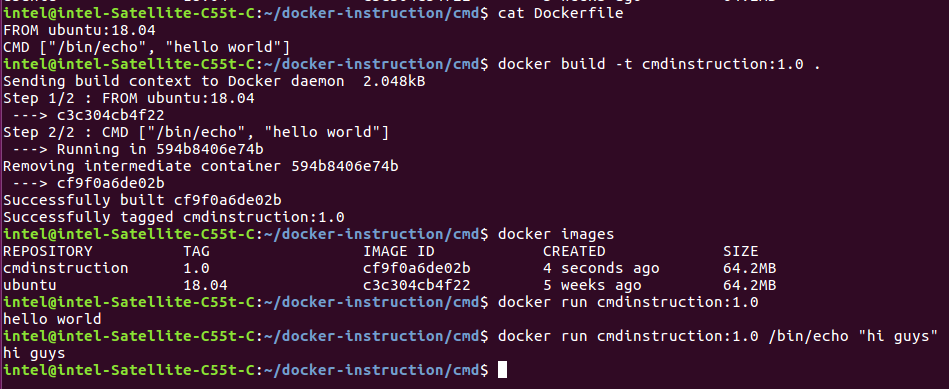 intel@intel-Satellite-C55t-C:~/docker-instruction/cmd$ cat Dockerfile
FROM ubuntu:18.04
CMD ["/bin/echo", "hello world"]
intel@intel-Satellite-C55t-C:~/docker-instruction/cmd$ docker build -t cmdinstruction:1.0 .
Sending build context to Docker daemon  2.048kB
Step 1/2 : FROM ubuntu:18.04
 ---> c3c304cb4f22
Step 2/2 : CMD ["/bin/echo", "hello world"]
 ---> Running in 594b8406e74b
Removing intermediate container 594b8406e74b
 ---> cf9f0a6de02b
Successfully built cf9f0a6de02b
Successfully tagged cmdinstruction:1.0
intel@intel-Satellite-C55t-C:~/docker-instruction/cmd$ docker images
REPOSITORY          TAG                 IMAGE ID            CREATED             SIZE
cmdinstruction      1.0                 cf9f0a6de02b        4 seconds ago       64.2MB
ubuntu              18.04               c3c304cb4f22        5 weeks ago         64.2MB
intel@intel-Satellite-C55t-C:~/docker-instruction/cmd$ docker run cmdinstruction:1.0
hello world
intel@intel-Satellite-C55t-C:~/docker-instruction/cmd$ docker run cmdinstruction:1.0 /bin/echo "hi guys"
hi guys
intel@intel-Satellite-C55t-C:~/docker-instruction/cmd$